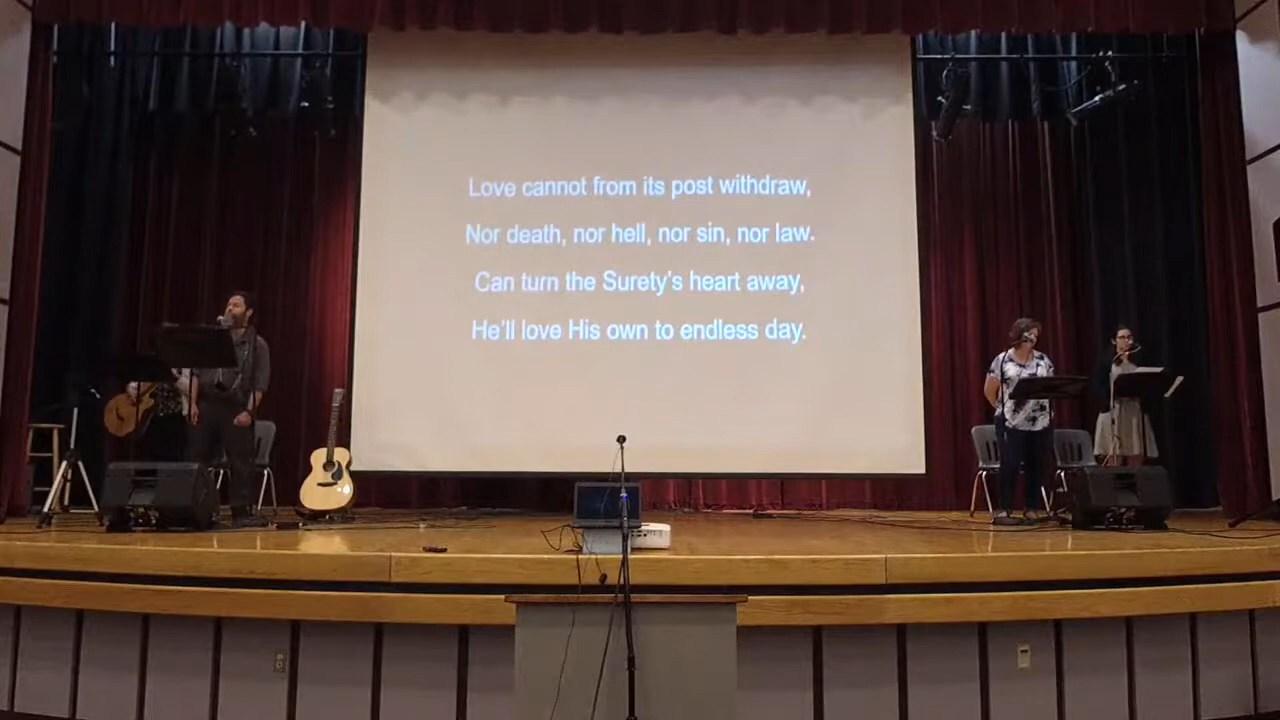 Love cannot from its post withdraw,
Nor death, nor hell, nor sin, nor law.
Can turn the Surety's heart away,
He'll love His own to endless day.